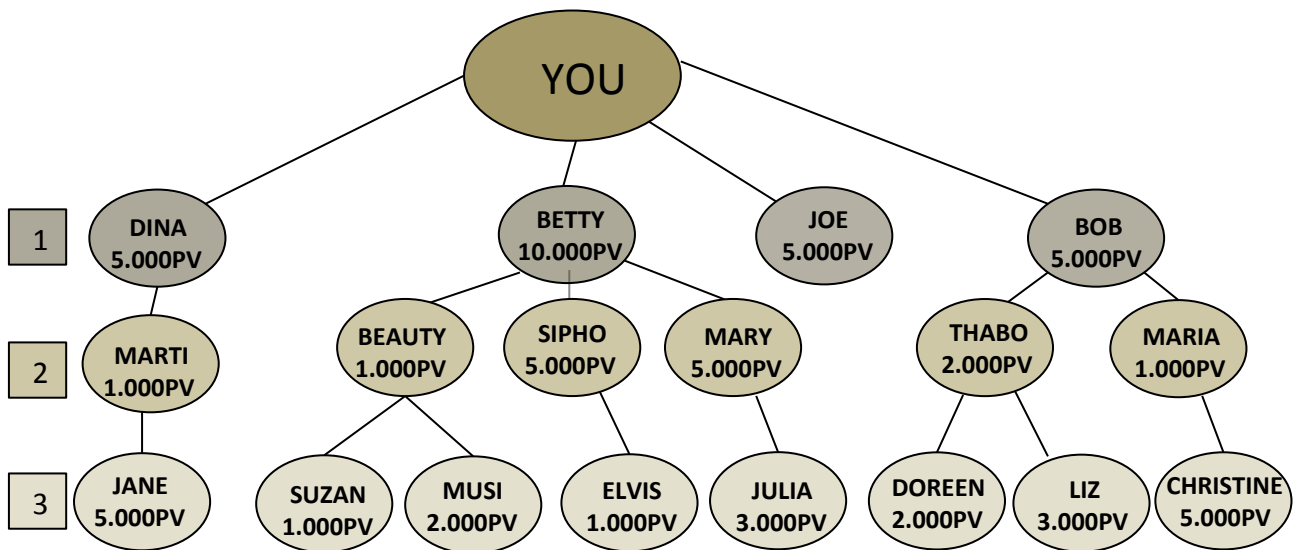 YOU
1
DINA
5.000PV
BETTY
10.000PV
JOE
5.000PV
BOB
5.000PV
2
MARTI
1.000PV
BEAUTY
1.000PV
SIPHO
5.000PV
MARY
5.000PV
THABO
2.000PV
MARIA
1.000PV
3
JANE
5.000PV
SUZAN
1.000PV
MUSI
2.000PV
ELVIS
1.000PV
JULIA
3.000PV
DOREEN
2.000PV
LIZ
3.000PV
CHRISTINE
5.000PV